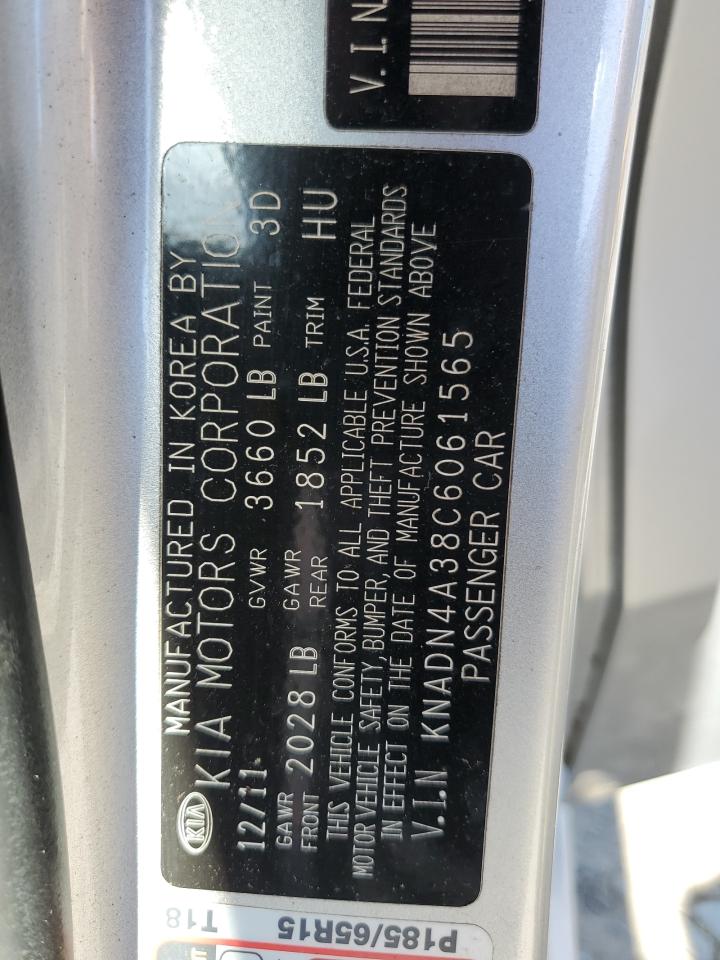 V.I.N
MANUFACTURED IN KOREA BY
KIA KIA MOTORS CORPORATION
12/11 GVWR 3660 LB PAINT 3D
GAWR FRONT 2028 LB GAWR REAR 1852 LB TRIM HU
THIS VEHICLE CONFORMS TO ALL APPLICABLE U.S.A. FEDERAL
MOTOR VEHICLE SAFETY, BUMPER, AND THEFT PREVENTION STANDARDS
IN EFFECT ON THE DATE OF MANUFACTURE SHOWN ABOVE
V.I.N KNADN4A38C6061565
PASSENGER CAR
T18
P185/65R15